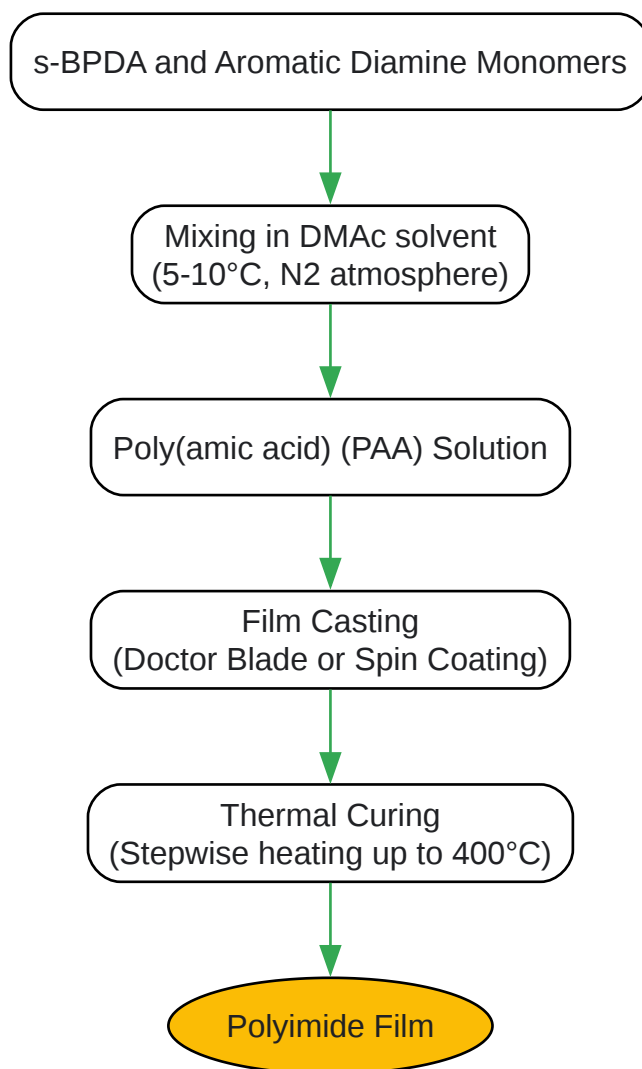 s-BPDA and Aromatic Diamine Monomers
Mixing in DMAc solvent
(5-10°C, N2 atmosphere)
Poly(amic acid) (PAA) Solution
Film Casting
(Doctor Blade or Spin Coating)
Thermal Curing
(Stepwise heating up to 400°C)
Polyimide Film